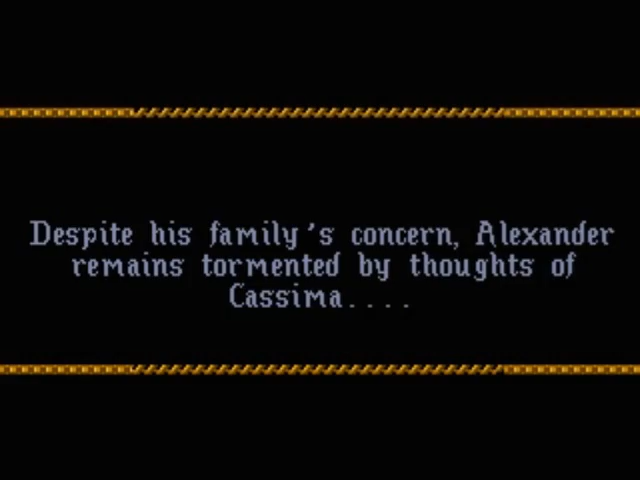 Despite his family's concern, Alexander
remains tormented by thoughts of
Cassima....